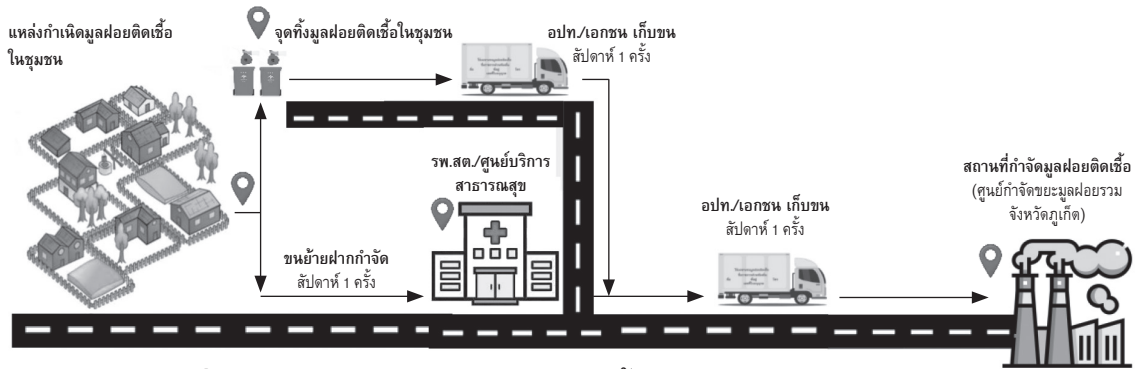 แหล่งกำเนิดมูลฝอยติดเชื้อ
ในชุมชน
จุดทิ้งมูลฝอยติดเชื้อในชุมชน
อปท./เอกชน เก็บขน
สัปดาห์ 1 ครั้ง
รพ.สต./ศูนย์บริการ
สาธารณสุข
ขนย้ายฝากกำจัด
สัปดาห์ 1 ครั้ง
อปท./เอกชน เก็บขน
สัปดาห์ 1 ครั้ง
สถานที่กำจัดมูลฝอยติดเชื้อ
(ศูนย์กำจัดขยะมูลฝอยรวม
จังหวัดภูเก็ต)